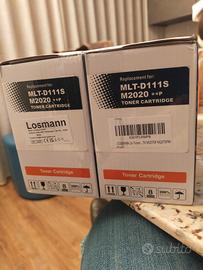 Replacement for:
MLT-D111S
M2020 ++P
TONER CARTRIDGE
Losmann
Toner Cartridge
Replacement for:
MLT-D111S
M2020 ++P
TONER CARTRIDGE
Toner Cartridge
Subito